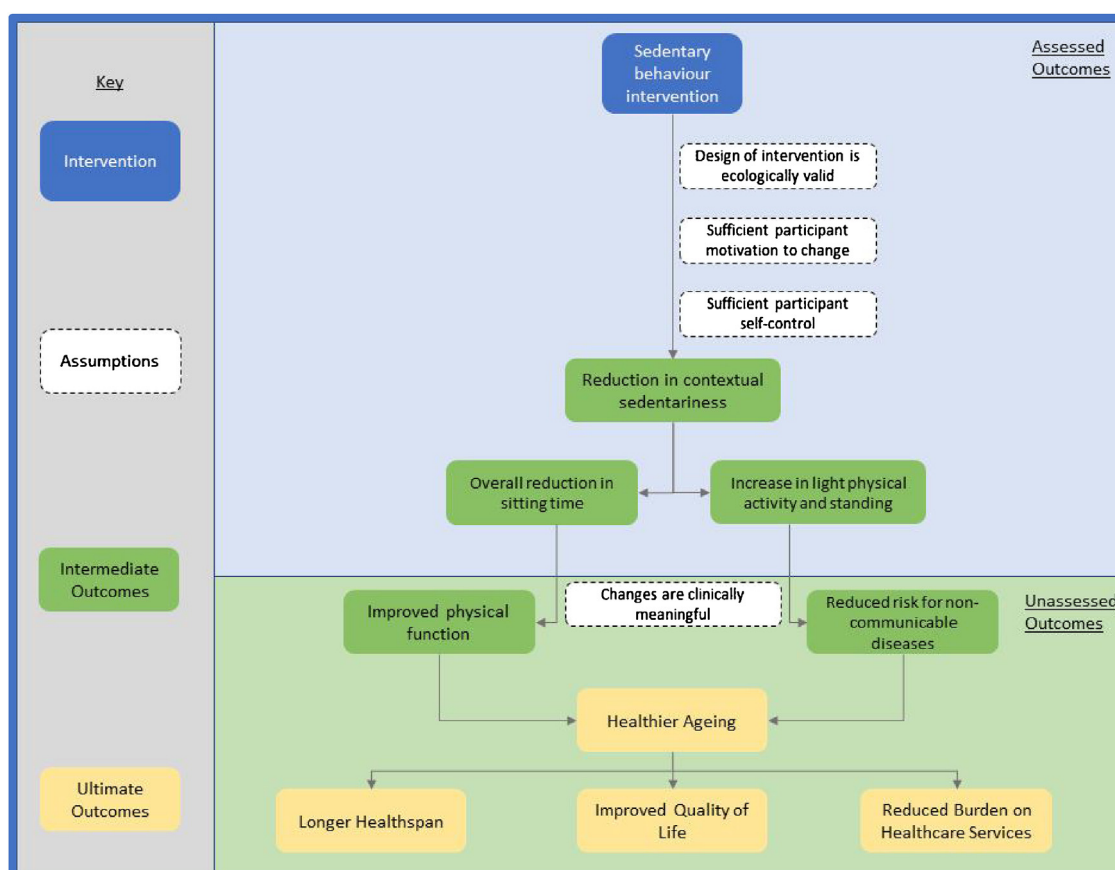 Key
Intervention
Assumptions
Intermediate
Outcomes
Ultimate
Outcomes
Assessed
Outcomes
Sedentary
behaviour
intervention
Design of intervention is
ecologically valid
Sufficient participant
motivation to change
Sufficient participant
self-control
Reduction in contextual
sedentariness
Overall reduction in
sitting time
Increase in light physical
activity and standing
Unassessed
Outcomes
Improved physical
function
Changes are clinically
meaningful
Reduced risk for non-
communicable
diseases
Healthier Ageing
Longer Healthspan
Improved Quality of
Life
Reduced Burden on
Healthcare Services